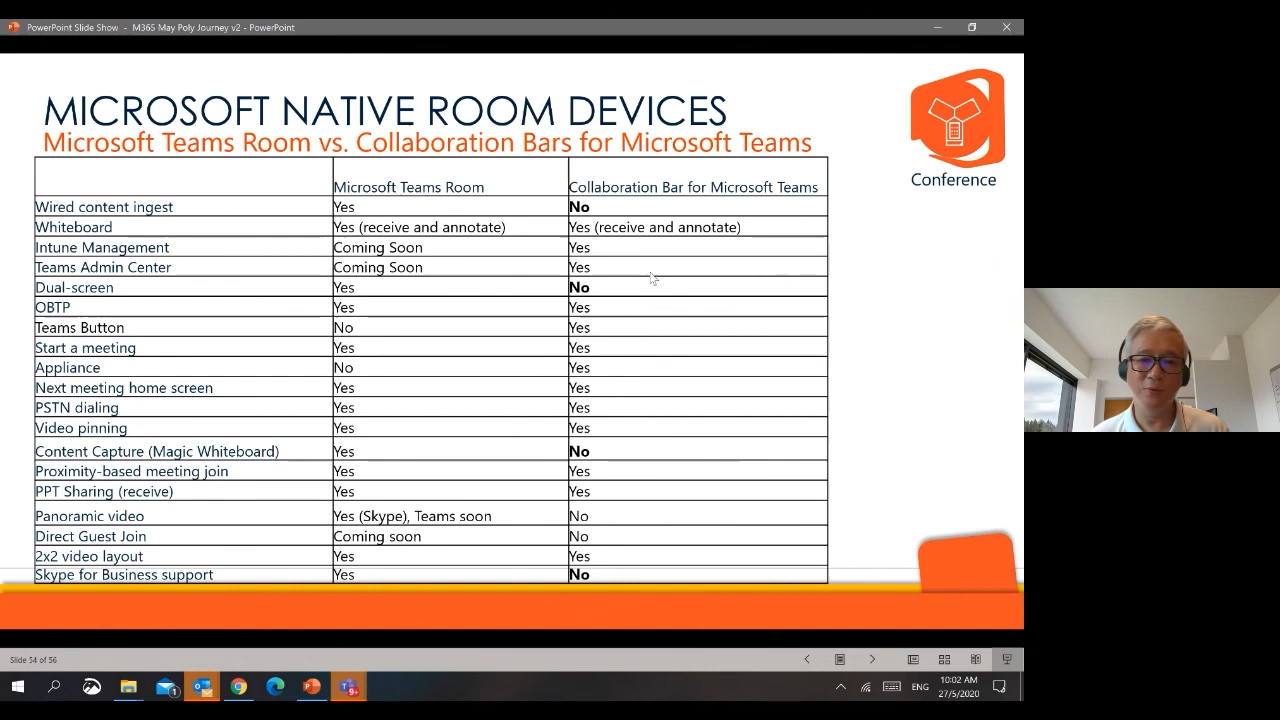 PowerPoint Slide Show - M365 May Poly Journey v2 - PowerPoint
MICROSOFT NATIVE ROOM DEVICES
Microsoft Teams Room vs. Collaboration Bars for Microsoft Teams
Conference
Microsoft Teams Room Collaboration Bar for Microsoft Teams
Wired content ingest Yes No
Whiteboard Yes (receive and annotate) Yes (receive and annotate)
Intune Management Coming Soon Yes
Teams Admin Center Coming Soon Yes
Dual-screen Yes No
OBTP Yes Yes
Teams Button No Yes
Start a meeting Yes Yes
Appliance No Yes
Next meeting home screen Yes Yes
PSTN dialing Yes Yes
Video pinning Yes Yes
Content Capture (Magic Whiteboard) Yes No
Proximity-based meeting join Yes Yes
PPT Sharing (receive) Yes Yes
Panoramic video Yes (Skype), Teams soon No
Direct Guest Join Coming soon No
2x2 video layout Yes Yes
Skype for Business support Yes No
Slide 54 of 56
1
9+
ENG
10:02 AM
27/5/2020